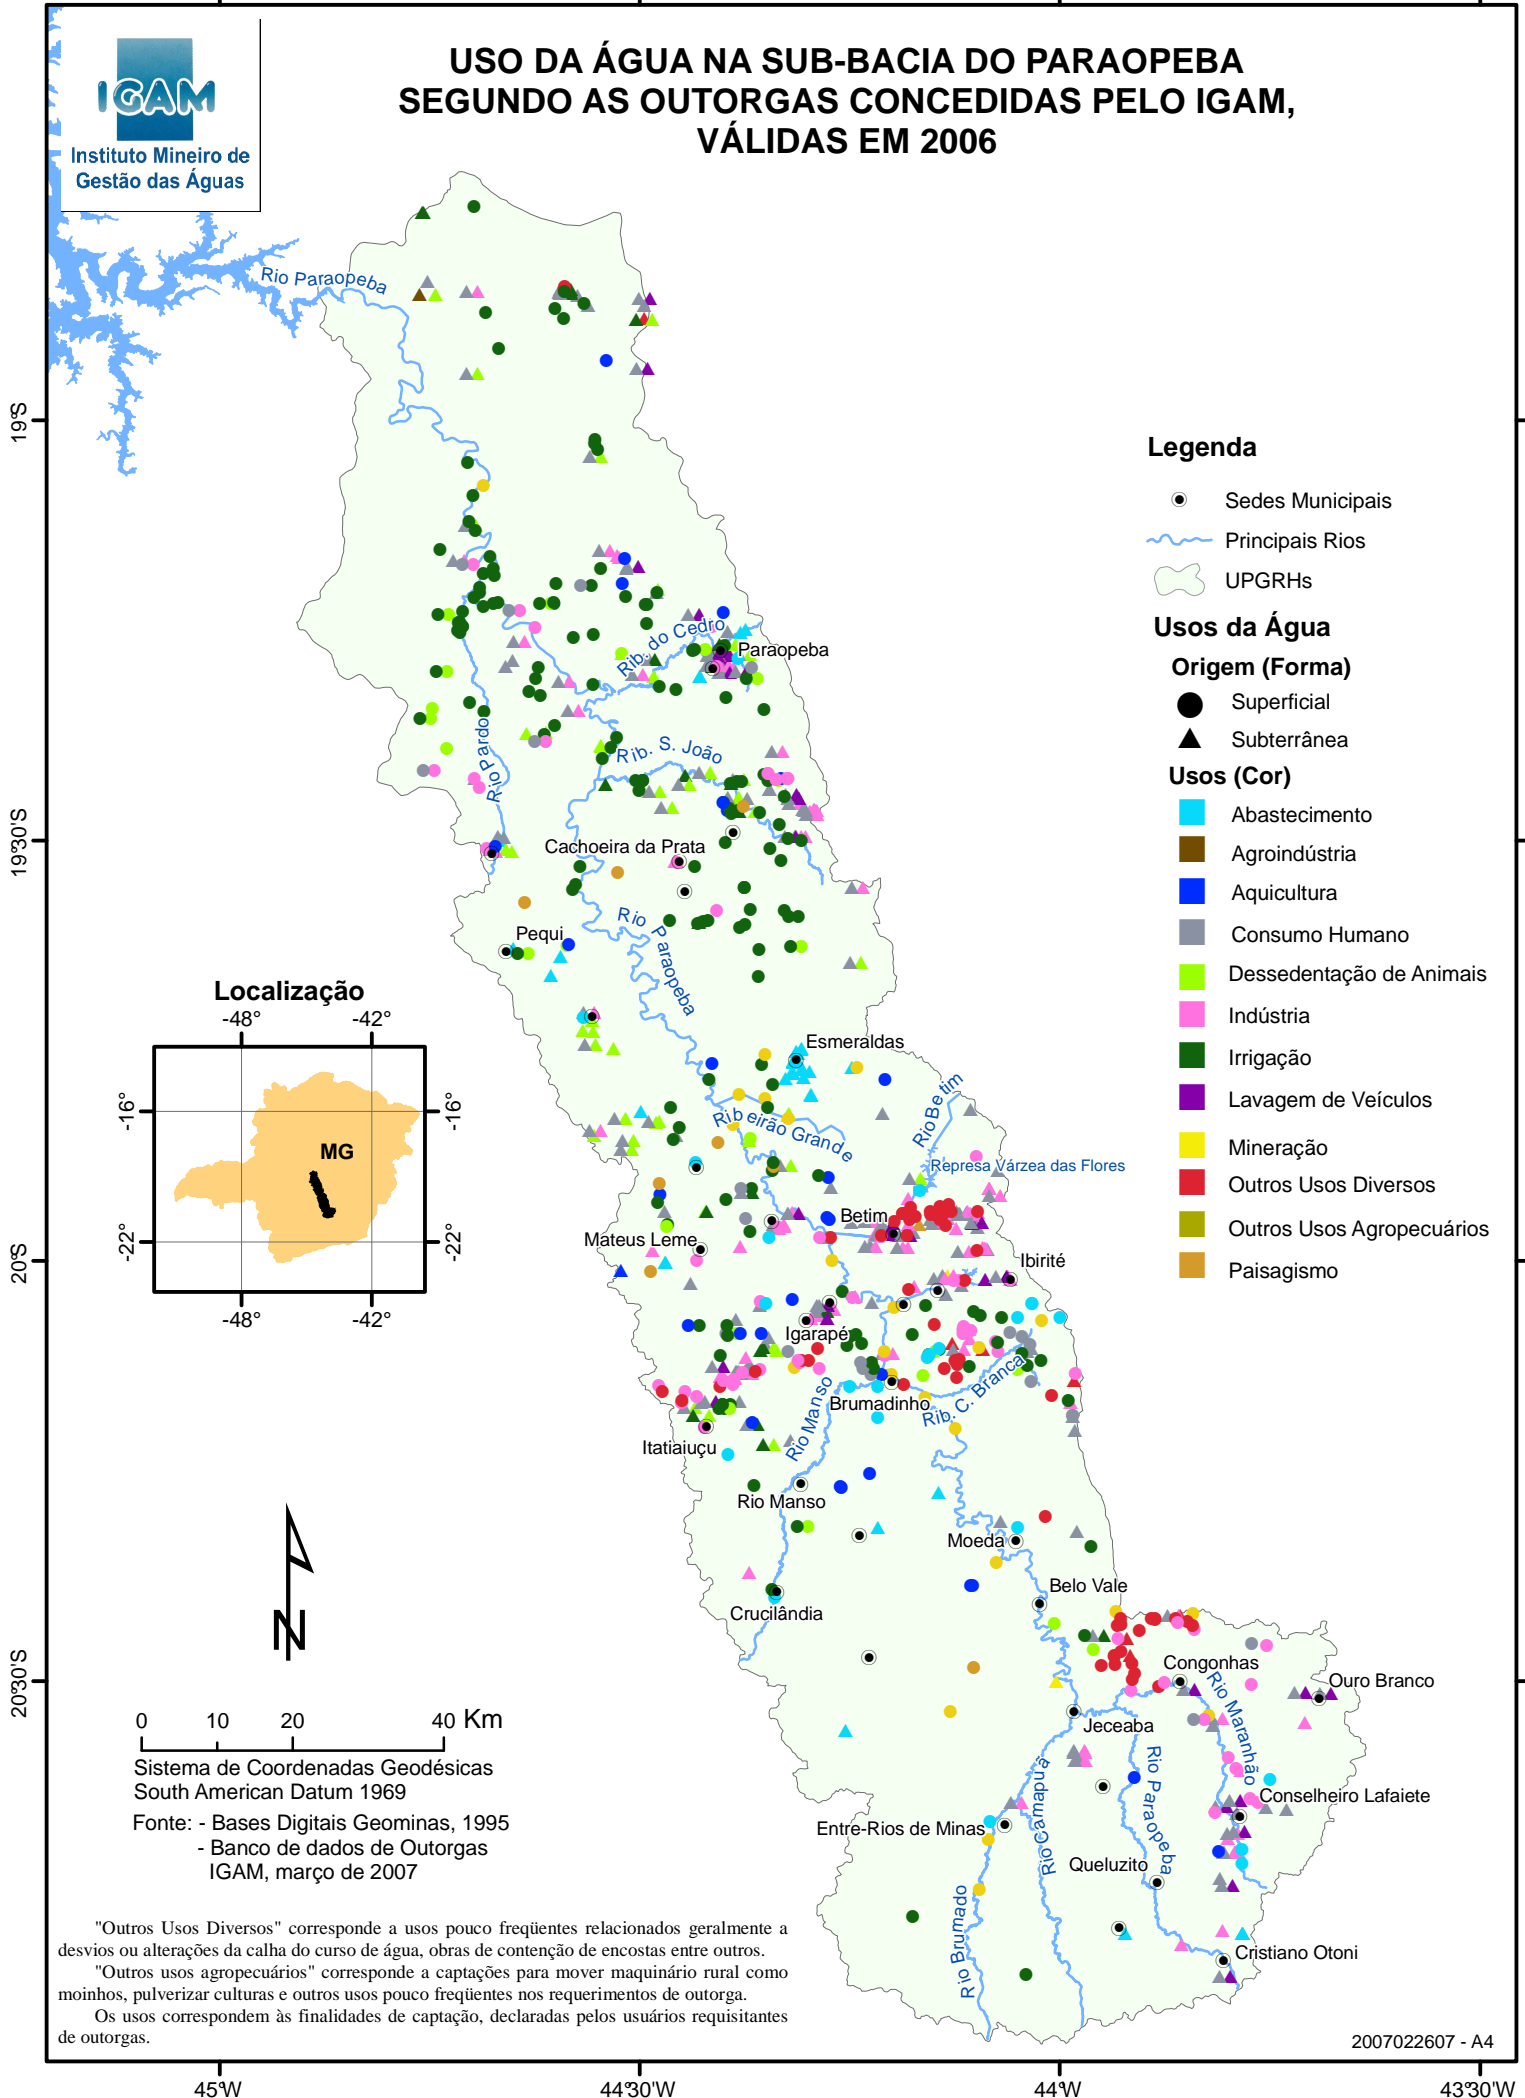 IGAM
Instituto Mineiro de
Gestão das Águas
USO DA ÁGUA NA SUB-BACIA DO PARAOPEBA
SEGUNDO AS OUTORGAS CONCEDIDAS PELO IGAM,
VÁLIDAS EM 2006
Rio Paraopeba
19°S
Legenda
Sedes Municipais
Principais Rios
UPGRHs
Usos da Água
Origem (Forma)
Superficial
Subterrânea
Usos (Cor)
Abastecimento
Agroindústria
Aquicultura
Consumo Humano
Dessedentação de Animais
Indústria
Irrigação
Lavagem de Veículos
Mineração
Outros Usos Diversos
Outros Usos Agropecuários
Paisagismo
Rib. do Cedro
Paraopeba
Rio Pardo
Rib. S. João
19°30'S
Cachoeira da Prata
Pequi
Rio Paraopeba
Localização
-48°
-42°
-16°
-16°
MG
-22°
-22°
-48°
-42°
Esmeraldas
Ribeirão Grande
Rio Betim
Represa Várzea das Flores
Betim
Mateus Leme
20°S
Ibirité
Igarapé
Brumadinho
Rib. C. Branca
Rio Manso
Itatiaiuçu
Rio Manso
Moeda
Belo Vale
Crucilândia
N
Congonhas
Ouro Branco
20°30'S
Rio Maranhão
Jeceaba
Rio Paraopeba
Rio Camapuã
Conselheiro Lafaiete
Entre-Rios de Minas
Queluzito
Rio Brumado
Cristiano Otoni
0 10 20 40 Km
Sistema de Coordenadas Geodésicas
South American Datum 1969
Fonte: - Bases Digitais Geominas, 1995
- Banco de dados de Outorgas
IGAM, março de 2007
"Outros Usos Diversos" corresponde a usos pouco freqüentes relacionados geralmente a
desvios ou alterações da calha do curso de água, obras de contenção de encostas entre outros.
"Outros usos agropecuários" corresponde a captações para mover maquinário rural como
moinhos, pulverizar culturas e outros usos pouco freqüentes nos requerimentos de outorga.
Os usos correspondem às finalidades de captação, declaradas pelos usuários requisitantes
de outorgas.
2007022607 - A4
45°W
44°30'W
44°W
43°30'W